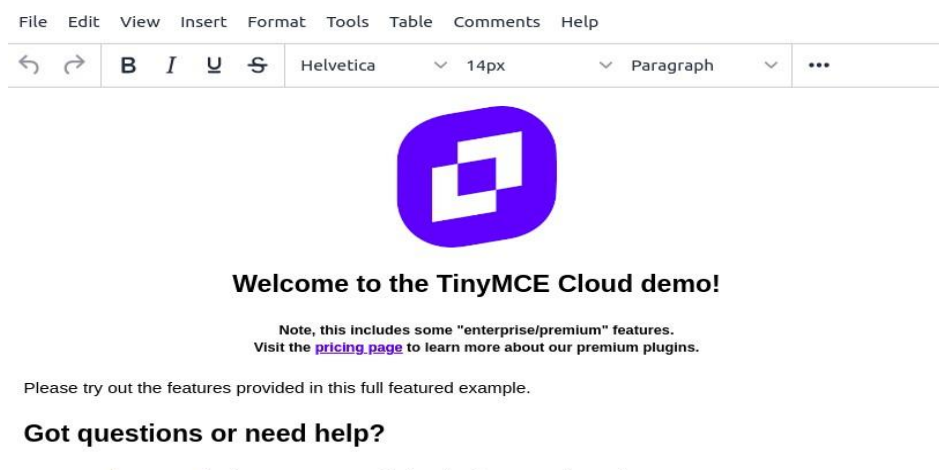 File Edit View Insert Format Tools Table Comments Help
B I U S Helvetica 14px Paragraph
Welcome to the TinyMCE Cloud demo!
Note, this includes some "enterprise/premium" features.
Visit the pricing page to learn more about our premium plugins.
Please try out the features provided in this full featured example.
Got questions or need help?